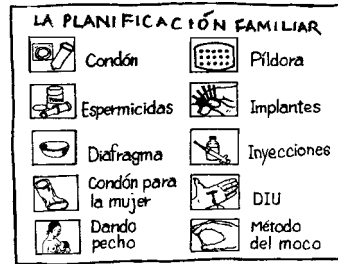 LA PLANIFICACIÓN FAMILIAR
Condón
Píldora
Espermicidas
Implantes
Diafragma
Inyecciones
Condón para
la mujer
DIU
Dando
pecho
Método
del moco